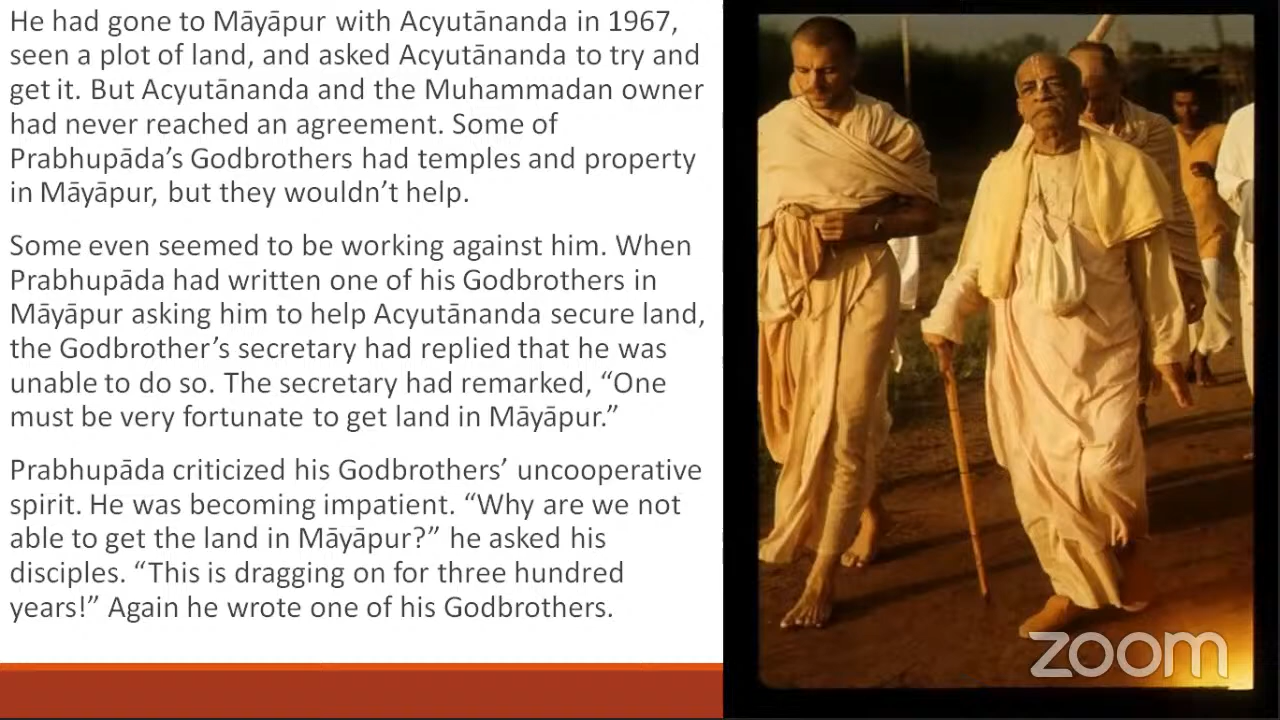 He had gone to Māyāpur with Acyutānanda in 1967,
seen a plot of land, and asked Acyutānanda to try and
get it. But Acyutānanda and the Muhammadan owner
had never reached an agreement. Some of
Prabhupāda’s Godbrothers had temples and property
in Māyāpur, but they wouldn’t help.
Some even seemed to be working against him. When
Prabhupāda had written one of his Godbrothers in
Māyāpur asking him to help Acyutānanda secure land,
the Godbrother’s secretary had replied that he was
unable to do so. The secretary had remarked, “One
must be very fortunate to get land in Māyāpur.”
Prabhupāda criticized his Godbrothers’ uncooperative
spirit. He was becoming impatient. “Why are we not
able to get the land in Māyāpur?” he asked his
disciples. “This is dragging on for three hundred
years!” Again he wrote one of his Godbrothers.
zoom